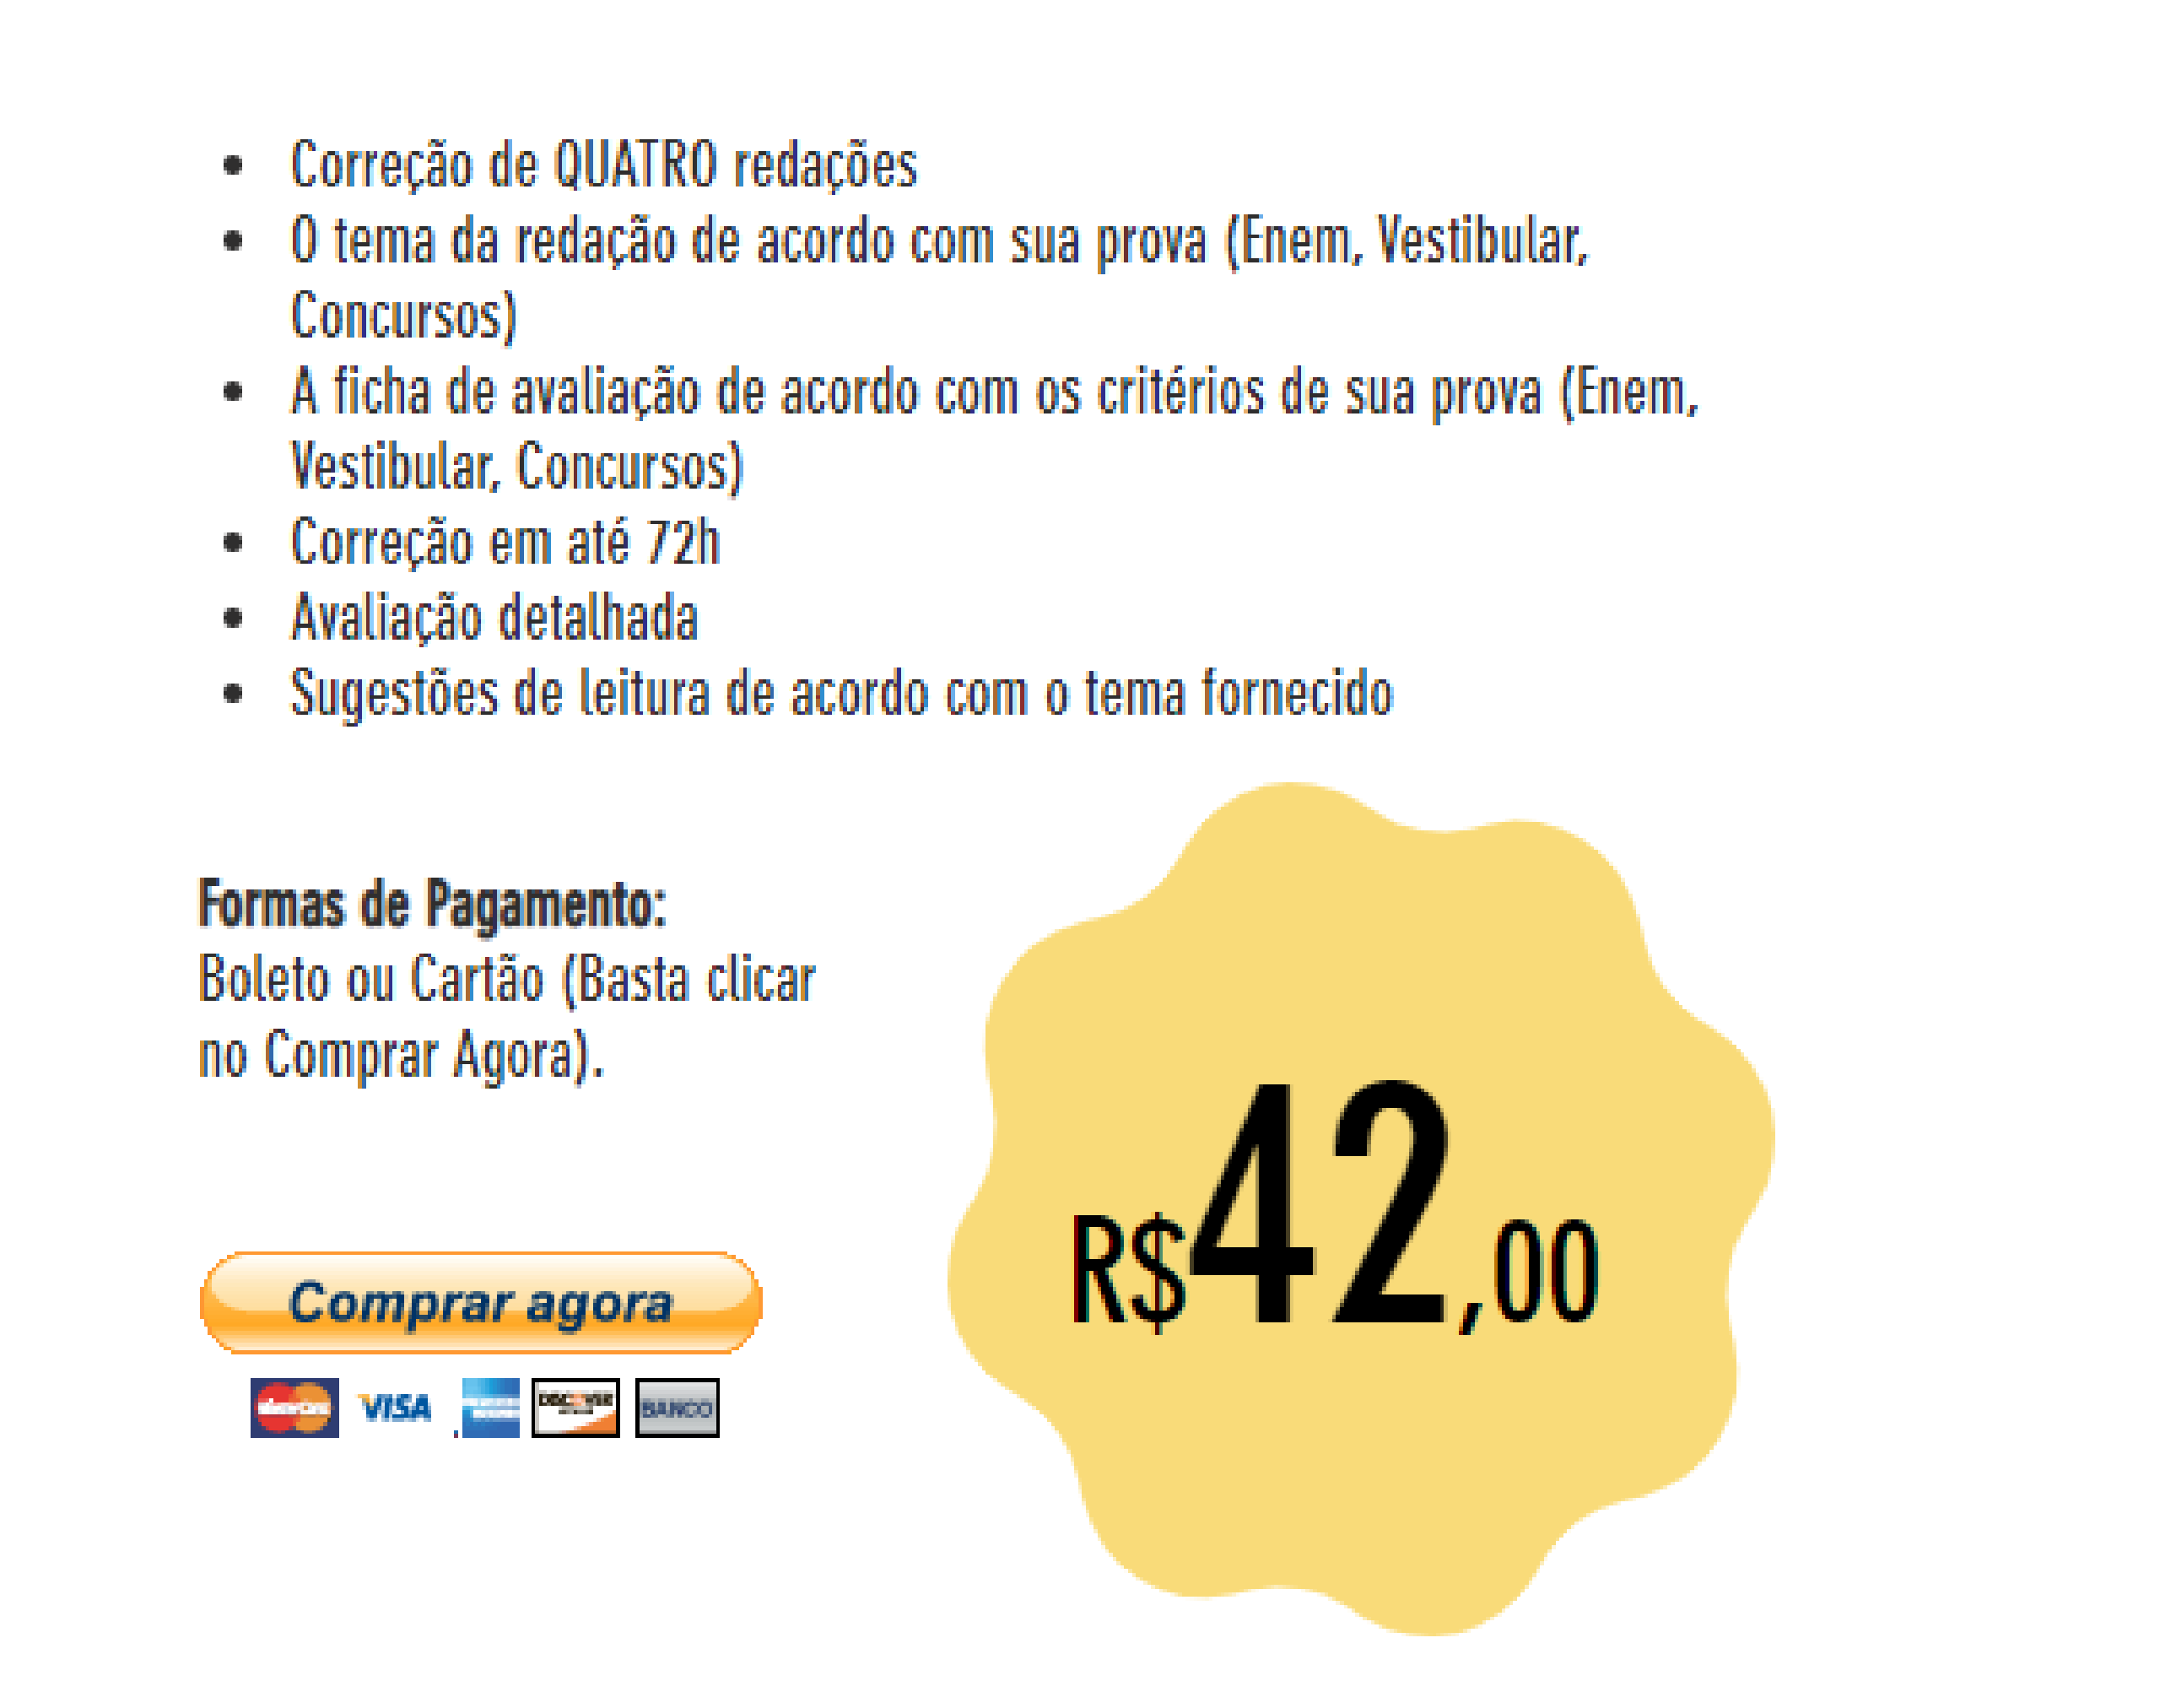 • Correção de QUATRO redações
• O tema da redação de acordo com sua prova (Enem, Vestibular,
Concursos)
• A ficha de avaliação de acordo com os critérios de sua prova (Enem,
Vestibular, Concursos)
• Correção em até 72h
• Avaliação detalhada
• Sugestões de leitura de acordo com o tema fornecido
Formas de Pagamento:
Boleto ou Cartão (Basta clicar
no Comprar Agora).
R$42,00
Comprar agora
VISA
DISCOVER
BANCO